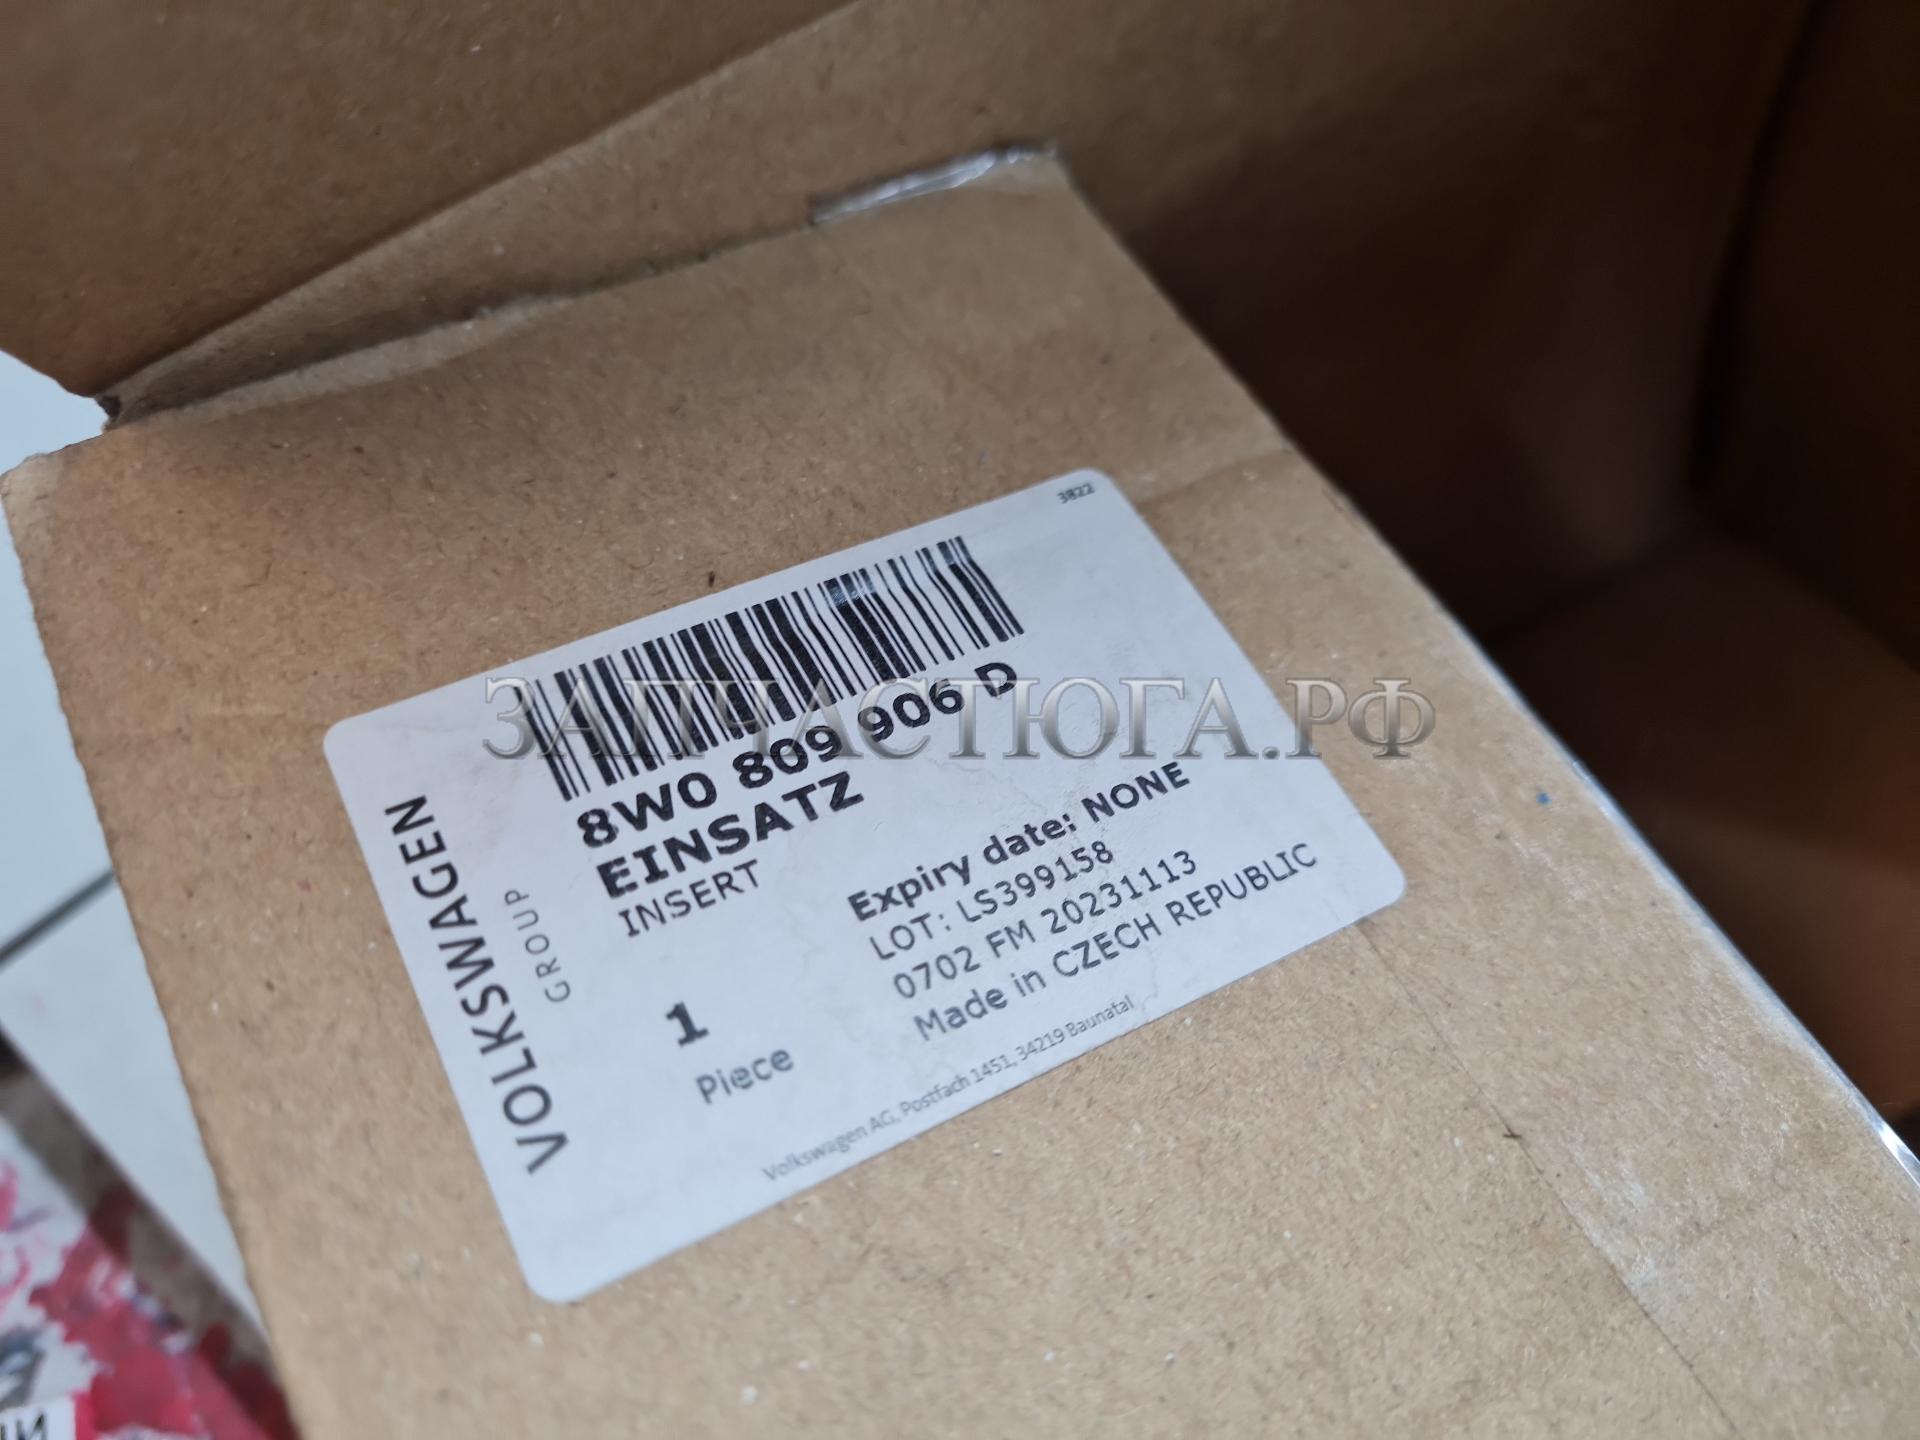 3822
8W0 809 906 D
EINSATZ
INSERT
VOLKSWAGEN
GROUP
1
Piece
Expiry date: NONE
LOT: LS399158
0702 FM 20231113
Made in CZECH REPUBLIC
Volkswagen AG, Postfach 1451, 34219 Baunatal
ЗАПЧАСТЮГА.РФ